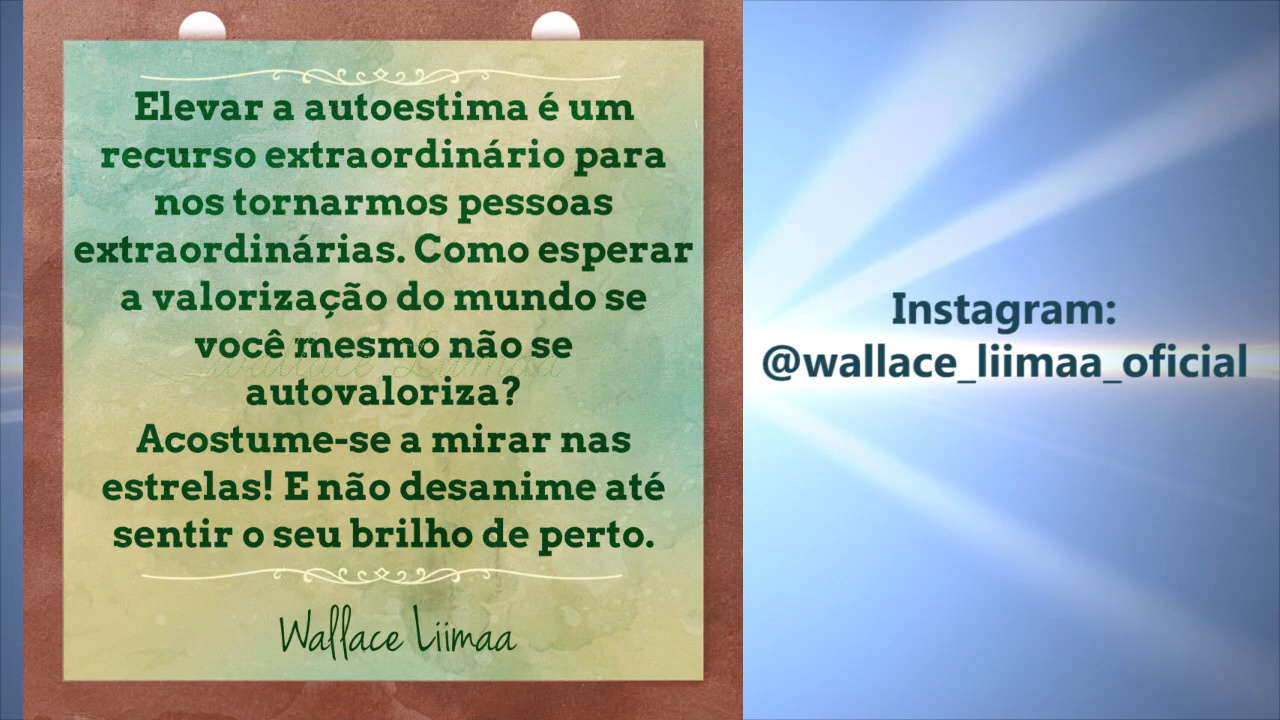 Elevar a autoestima é um
recurso extraordinário para
nos tornarmos pessoas
extraordinárias. Como esperar
a valorização do mundo se
você mesmo não se
autovaloriza?
Acostume-se a mirar nas
estrelas! E não desanime até
sentir o seu brilho de perto.
Wallace Liimaa
Wallace Liimaa
Instagram:
@wallace_liimaa_oficial